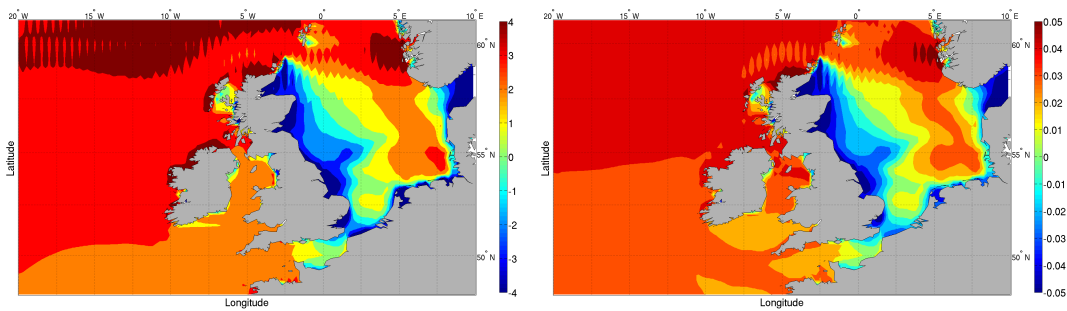 20° W 15° W 10° W 5° W 0° 5° E 10° E
60° N
55° N
50° N
Latitude
Longitude
4
3
2
1
0
-1
-2
-3
-4
20° W 15° W 10° W 5° W 0° 5° E 10° E
60° N
55° N
50° N
Latitude
Longitude
0.05
0.04
0.03
0.02
0.01
0
-0.01
-0.02
-0.03
-0.04
-0.05